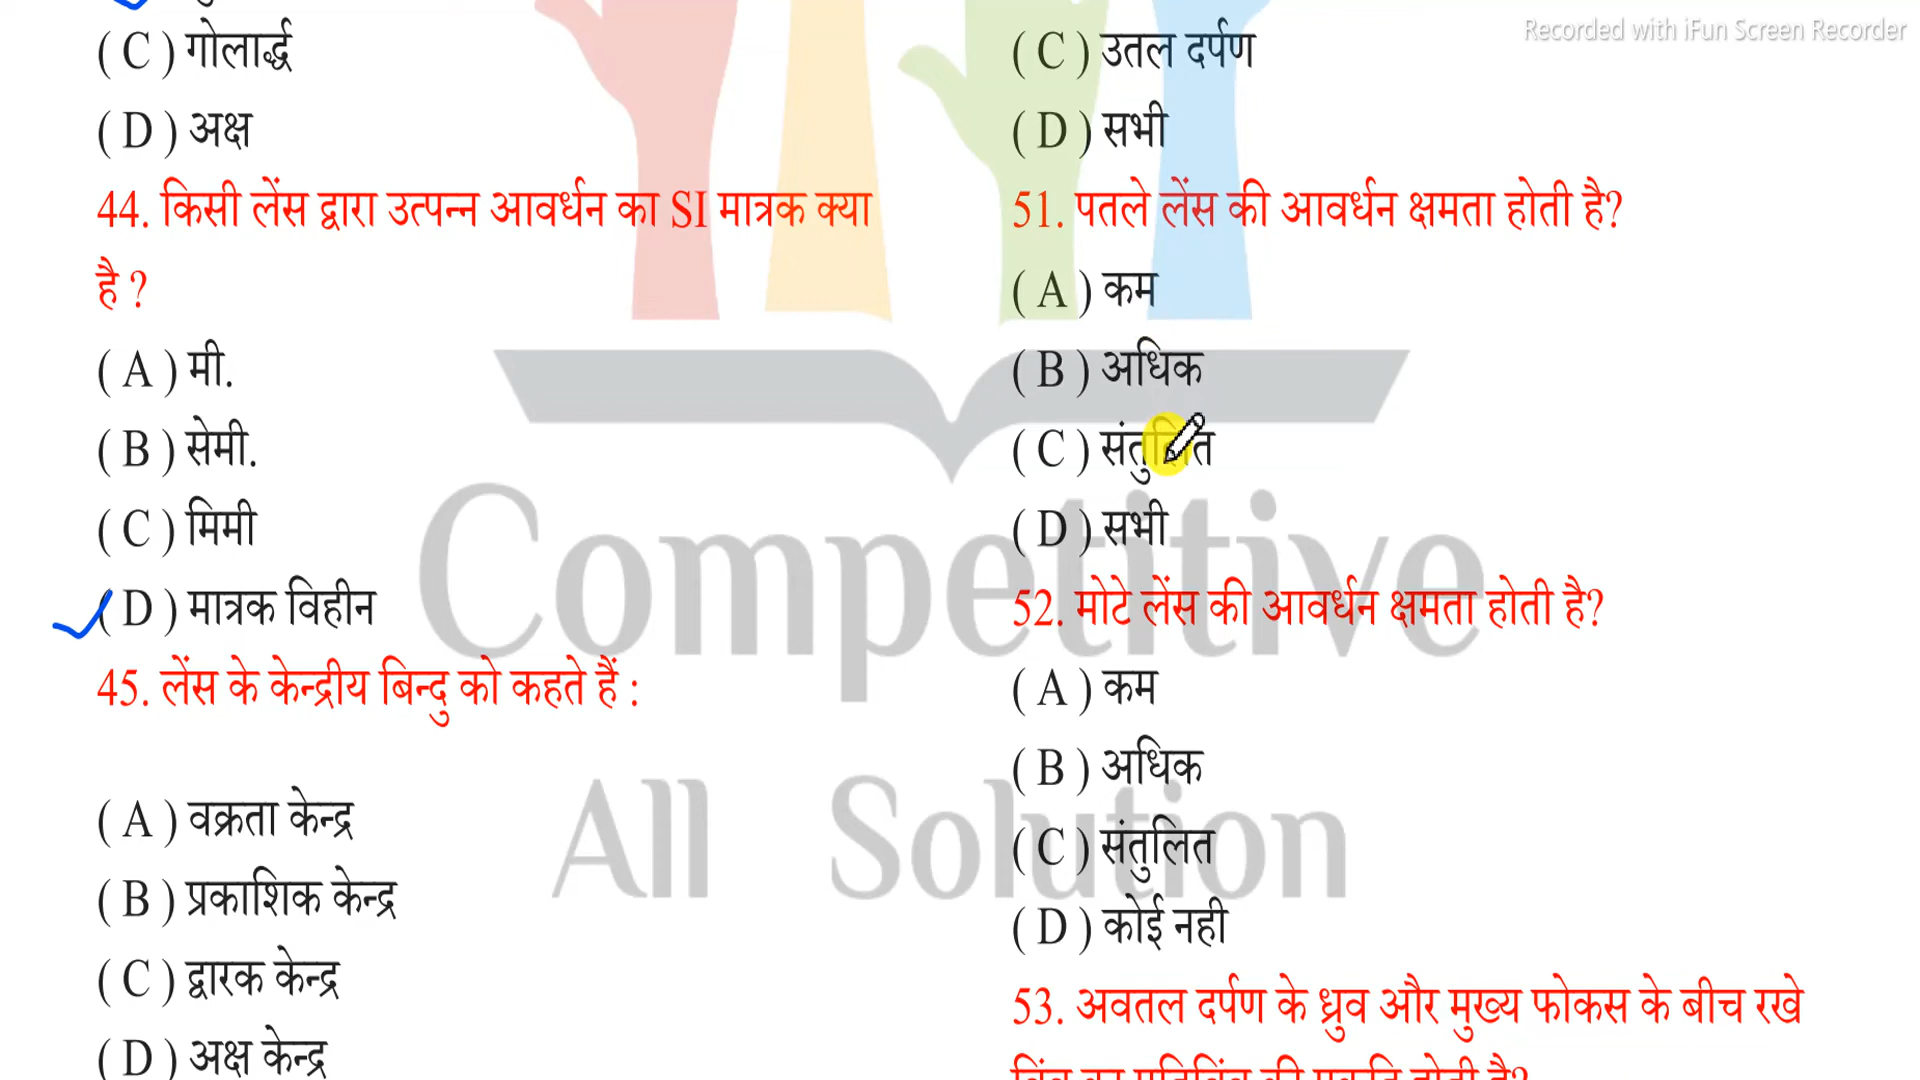 ( C ) गोलार्द्ध
( D ) अक्ष
44. किसी लेंस द्वारा उत्पन्न आवर्धन का SI मात्रक क्या
है ?
( A ) मी.
( B ) सेमी.
( C ) मिमी
( D ) मात्रक विहीन
45. लेंस के केन्द्रीय बिन्दु को कहते हैं :
( A ) वक्रता केन्द्र
( B ) प्रकाशिक केन्द्र
( C ) द्वारक केन्द्र
( D ) अक्ष केन्द्र
Recorded with iFun Screen Recorder
( C ) उतल दर्पण
( D ) सभी
51. पतले लेंस की आवर्धन क्षमता होती है?
( A ) कम
( B ) अधिक
( C ) संतुलित
( D ) सभी
52. मोटे लेंस की आवर्धन क्षमता होती है?
( A ) कम
( B ) अधिक
( C ) संतुलित
( D ) कोई नही
53. अवतल दर्पण के ध्रुव और मुख्य फोकस के बीच रखे
Competitive
All Solution